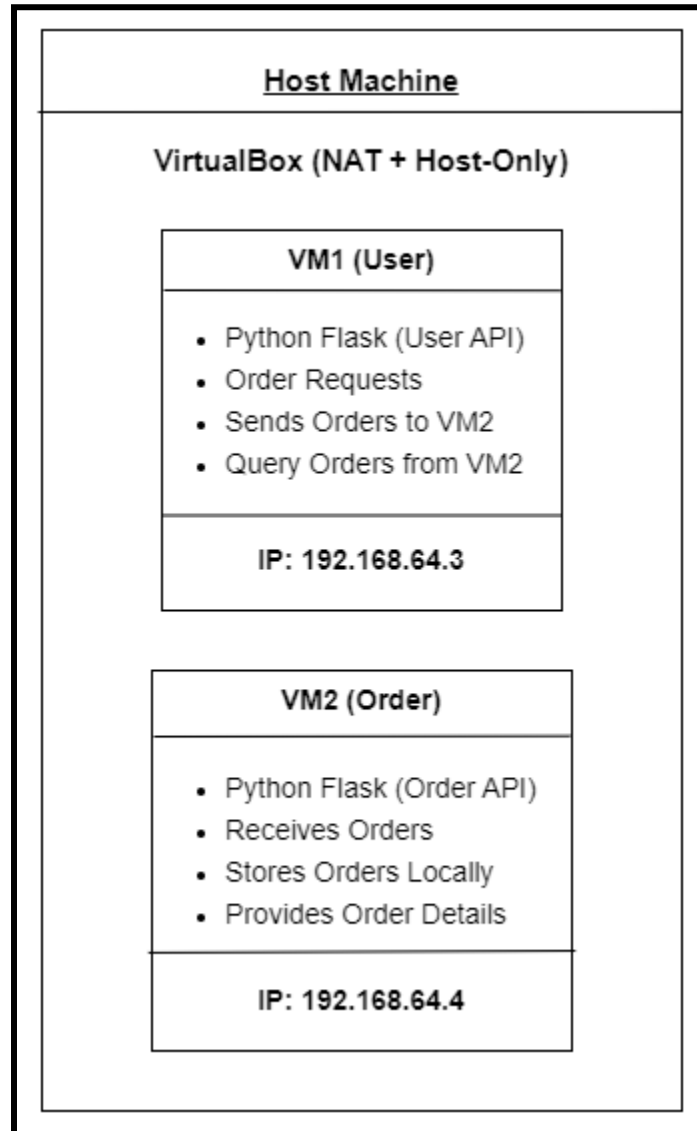 Host Machine
VirtualBox (NAT + Host-Only)
VM1 (User)
• Python Flask (User API)
• Order Requests
• Sends Orders to VM2
• Query Orders from VM2
IP: 192.168.64.3
VM2 (Order)
• Python Flask (Order API)
• Receives Orders
• Stores Orders Locally
• Provides Order Details
IP: 192.168.64.4